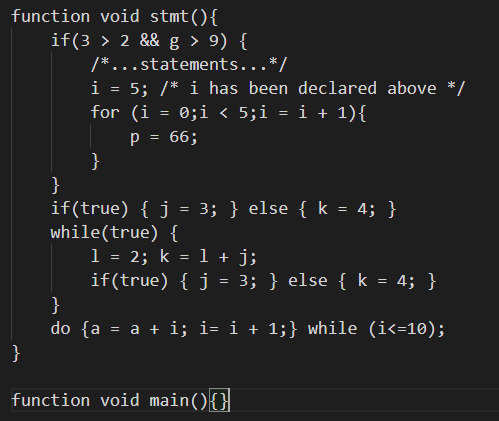 function void stmt(){
    if(3 > 2 && g > 9) {
        /*...statements...*/
        i = 5; /* i has been declared above */
        for (i = 0;i < 5;i = i + 1){
            p = 66;
        }
    }
    if(true) { j = 3; } else { k = 4; }
    while(true) {
        l = 2; k = l + j;
        if(true) { j = 3; } else { k = 4; }
    }
    do {a = a + i; i= i + 1;} while (i<=10);
}

function void main(){}